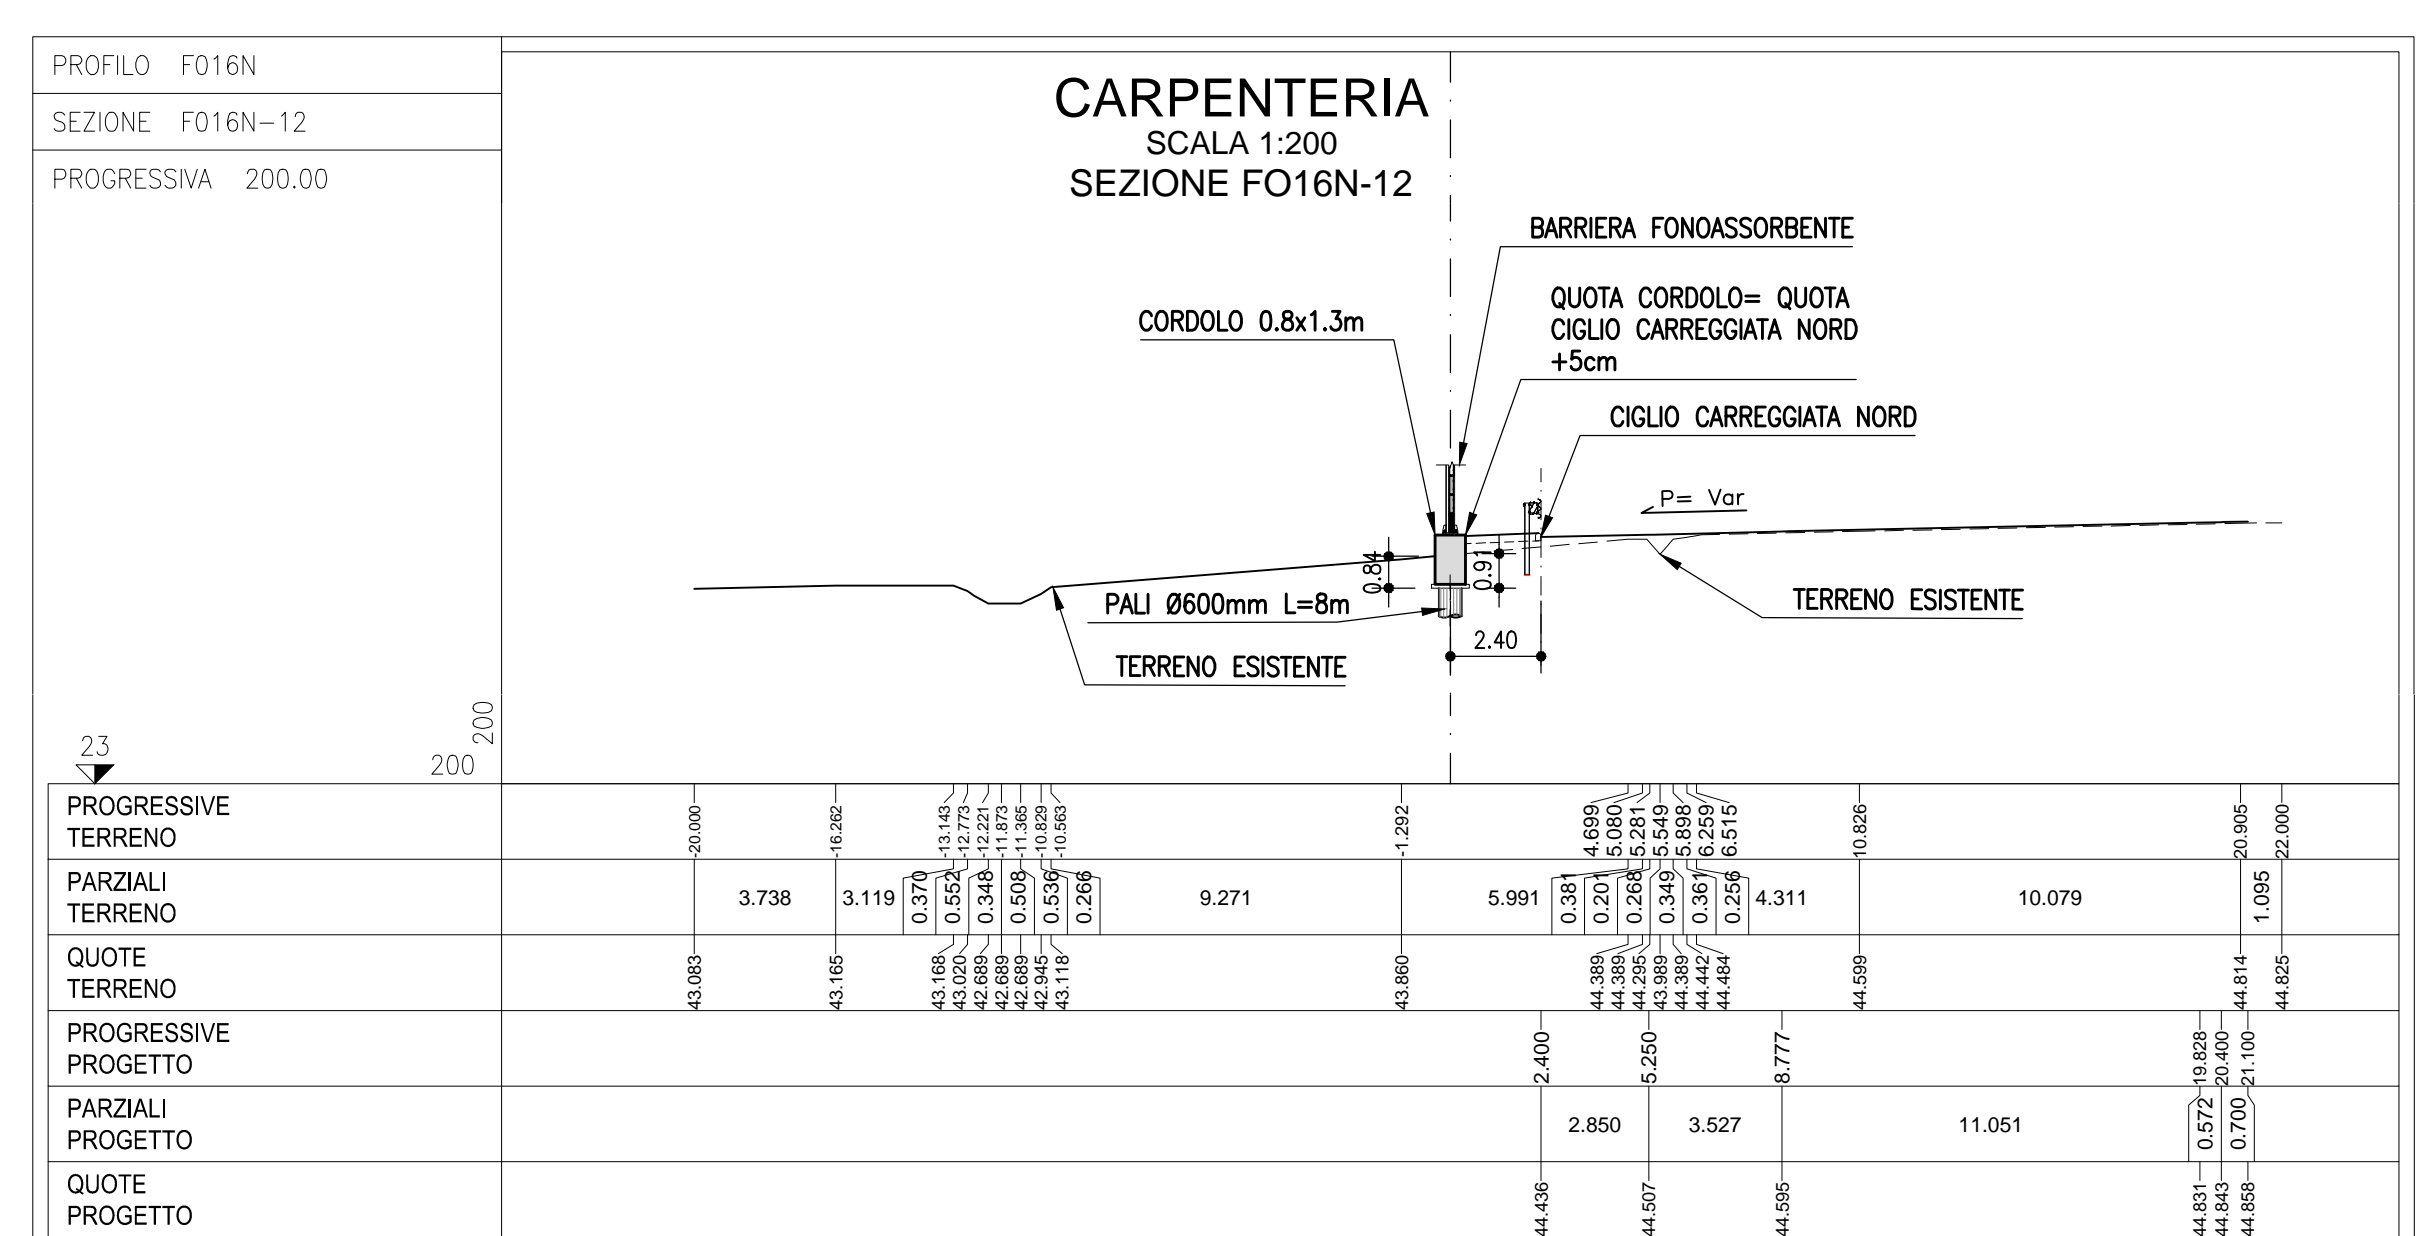 PROFILO F016N
SEZIONE F016N-12
PROGRESSIVA 200.00
CARPENTERIA
SCALA 1:200
SEZIONE FO16N-12
BARRIERA FONOASSORBENTE
QUOTA CORDOLO= QUOTA
CIGLIO CARREGGIATA NORD
+5cm
CORDOLO 0.8x1.3m
CIGLIO CARREGGIATA NORD
P= Var
0.84
0.91
PALI Ø600mm L=8m
TERRENO ESISTENTE
2.40
TERRENO ESISTENTE
200
23
200
PROGRESSIVE
TERRENO
-20.000 -16.262 -13.143 -12.773 -12.221 -11.873 -11.365 -10.829 -10.563 -1.292 4.699 5.080 5.281 5.549 5.898 6.259 6.515 10.826 20.905 22.000
PARZIALI
TERRENO
3.738 3.119 0.370 0.552 0.348 0.508 0.536 0.266 9.271 5.991 0.381 0.201 0.268 0.349 0.361 0.256 4.311 10.079 1.095
QUOTE
TERRENO
43.083 43.165 43.168 43.020 42.689 42.689 42.689 42.945 43.118 43.860 44.389 44.389 44.295 43.989 44.389 44.442 44.484 44.599 44.814 44.825
PROGRESSIVE
PROGETTO
2.400 5.250 8.777 19.828 20.400 21.100
PARZIALI
PROGETTO
2.850 3.527 11.051 0.572 0.700
QUOTE
PROGETTO
44.436 44.507 44.595 44.831 44.843 44.858